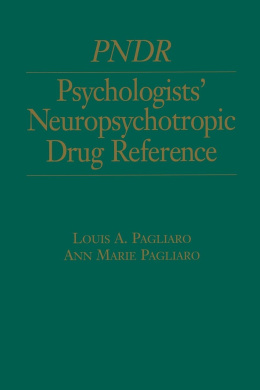 PNDR
Psychologists'
Neuropsychotropic
Drug Reference
LOUIS A. PAGLIARO
ANN MARIE PAGLIARO